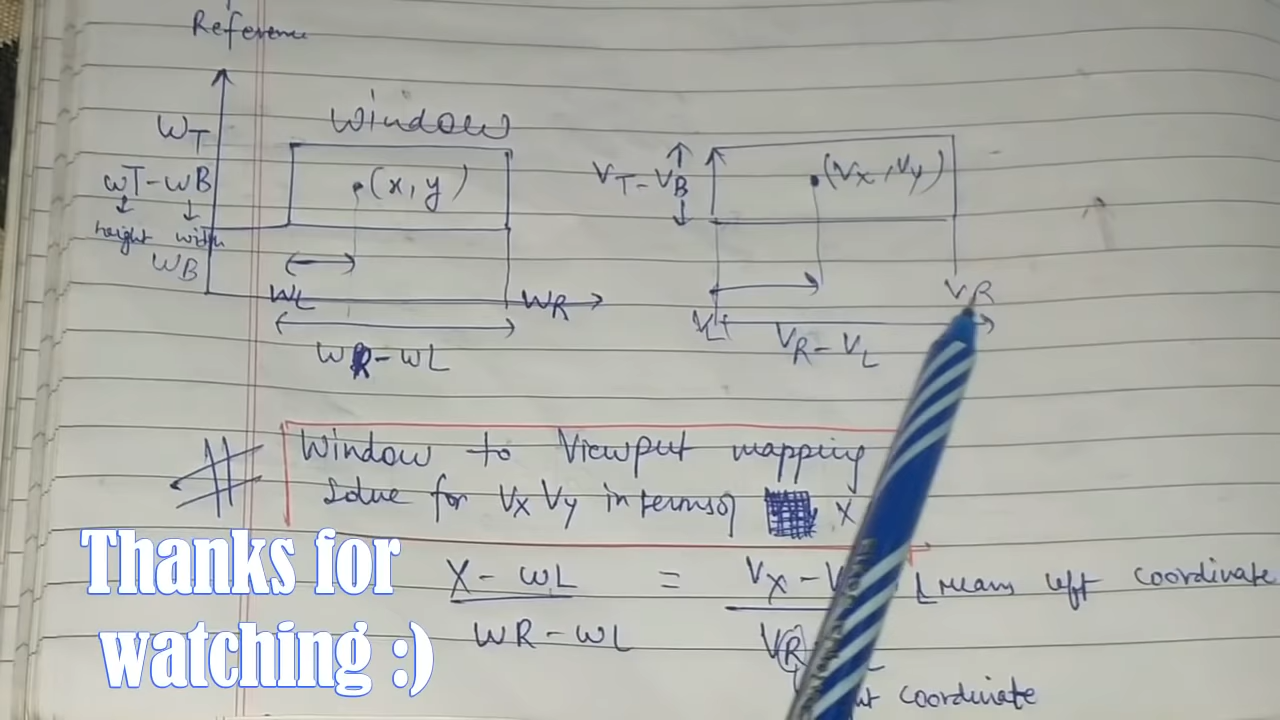 Reference
Window
WT
WT-WB
height width
WB
(x, y)
WL
WR
WR-WL
VT-VB
(Vx, Vy)
VL
VR
VR-VL
Window to Viewport mapping
solve for Vx Vy in terms of X
X-WL = Vx-V
WR-WL VR
L means left coordinate
coordinate
Thanks for
watching :)